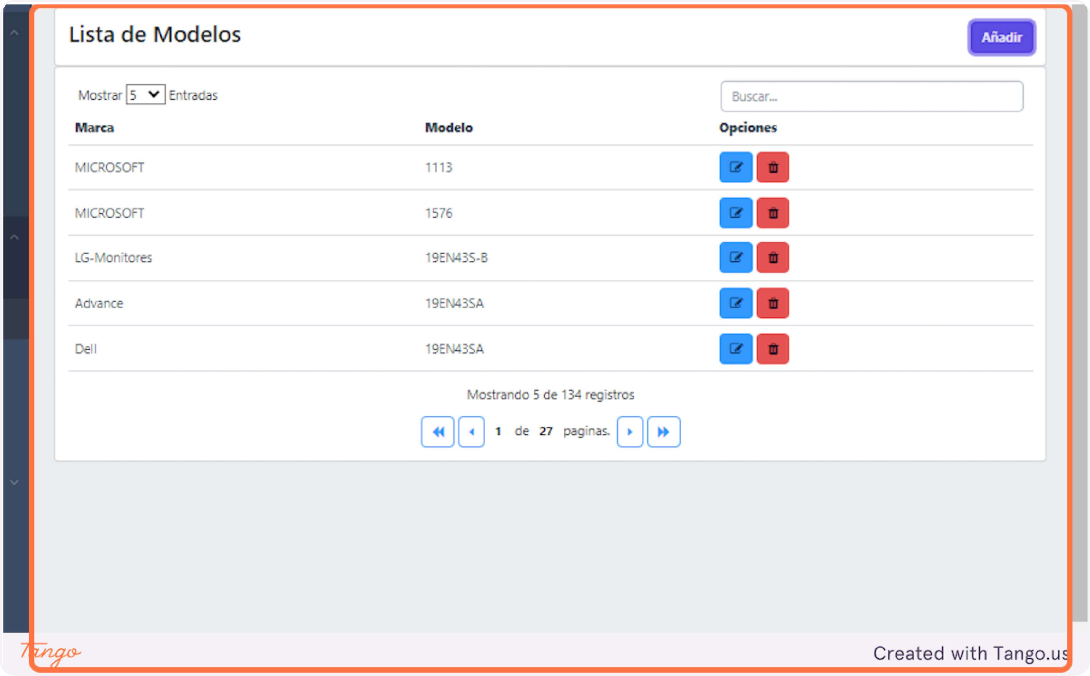 Lista de Modelos
Añadir
Mostrar 5 Entradas
Buscar...
Marca Modelo Opciones
MICROSOFT 1113
MICROSOFT 1576
LG-Monitores 19EN43S-B
Advance 19EN43SA
Dell 19EN43SA
Mostrando 5 de 134 registros
1 de 27 paginas.
Tango
Created with Tango.us